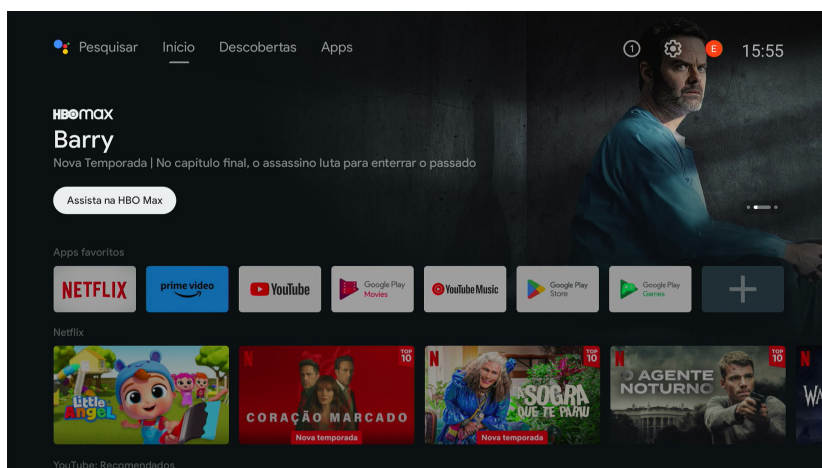 Pesquisar Início Descobertas Apps 1 E 15:55
HBOmax
Barry
Nova Temporada | No capítulo final, o assassino luta para enterrar o passado
Assista na HBO Max
Apps favoritos
NETFLIX prime video YouTube Google Play Movies YouTube Music Google Play Store Google Play Games
Netflix
N TOP 10 N TOP 10 N TOP 10 N
Little Angel CORAÇÃO MARCADO A SOGRA QUE TE PARIU O AGENTE NOTURNO
Nova temporada Nova temporada
YouTube: Recomendados